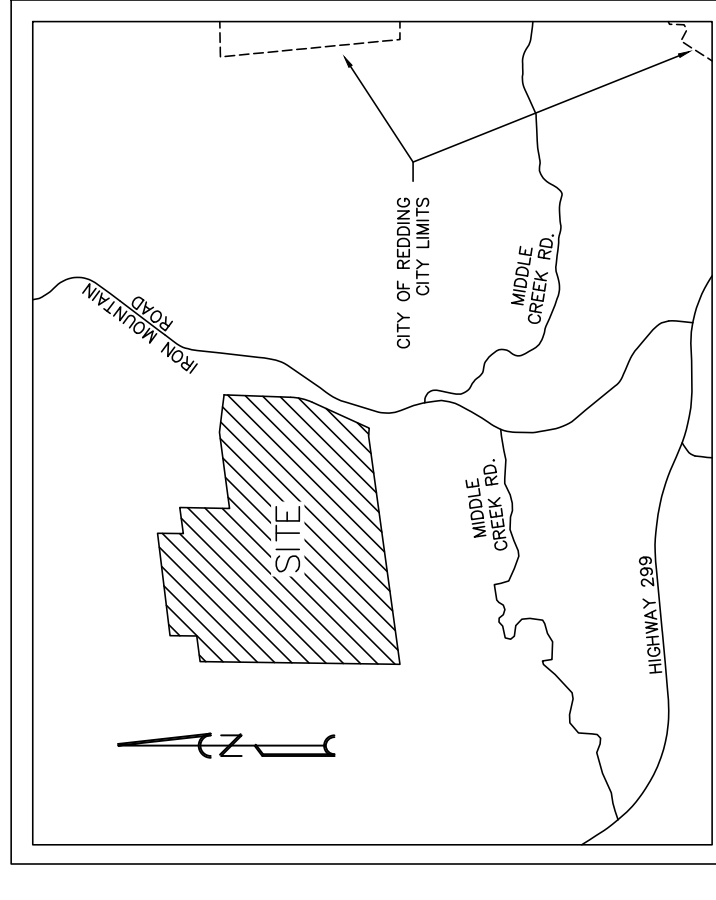 IRON MOUNTAIN
ROAD
CITY OF REDDING
CITY LIMITS
MIDDLE
CREEK RD.
SITE
MIDDLE
CREEK RD.
HIGHWAY 299
N